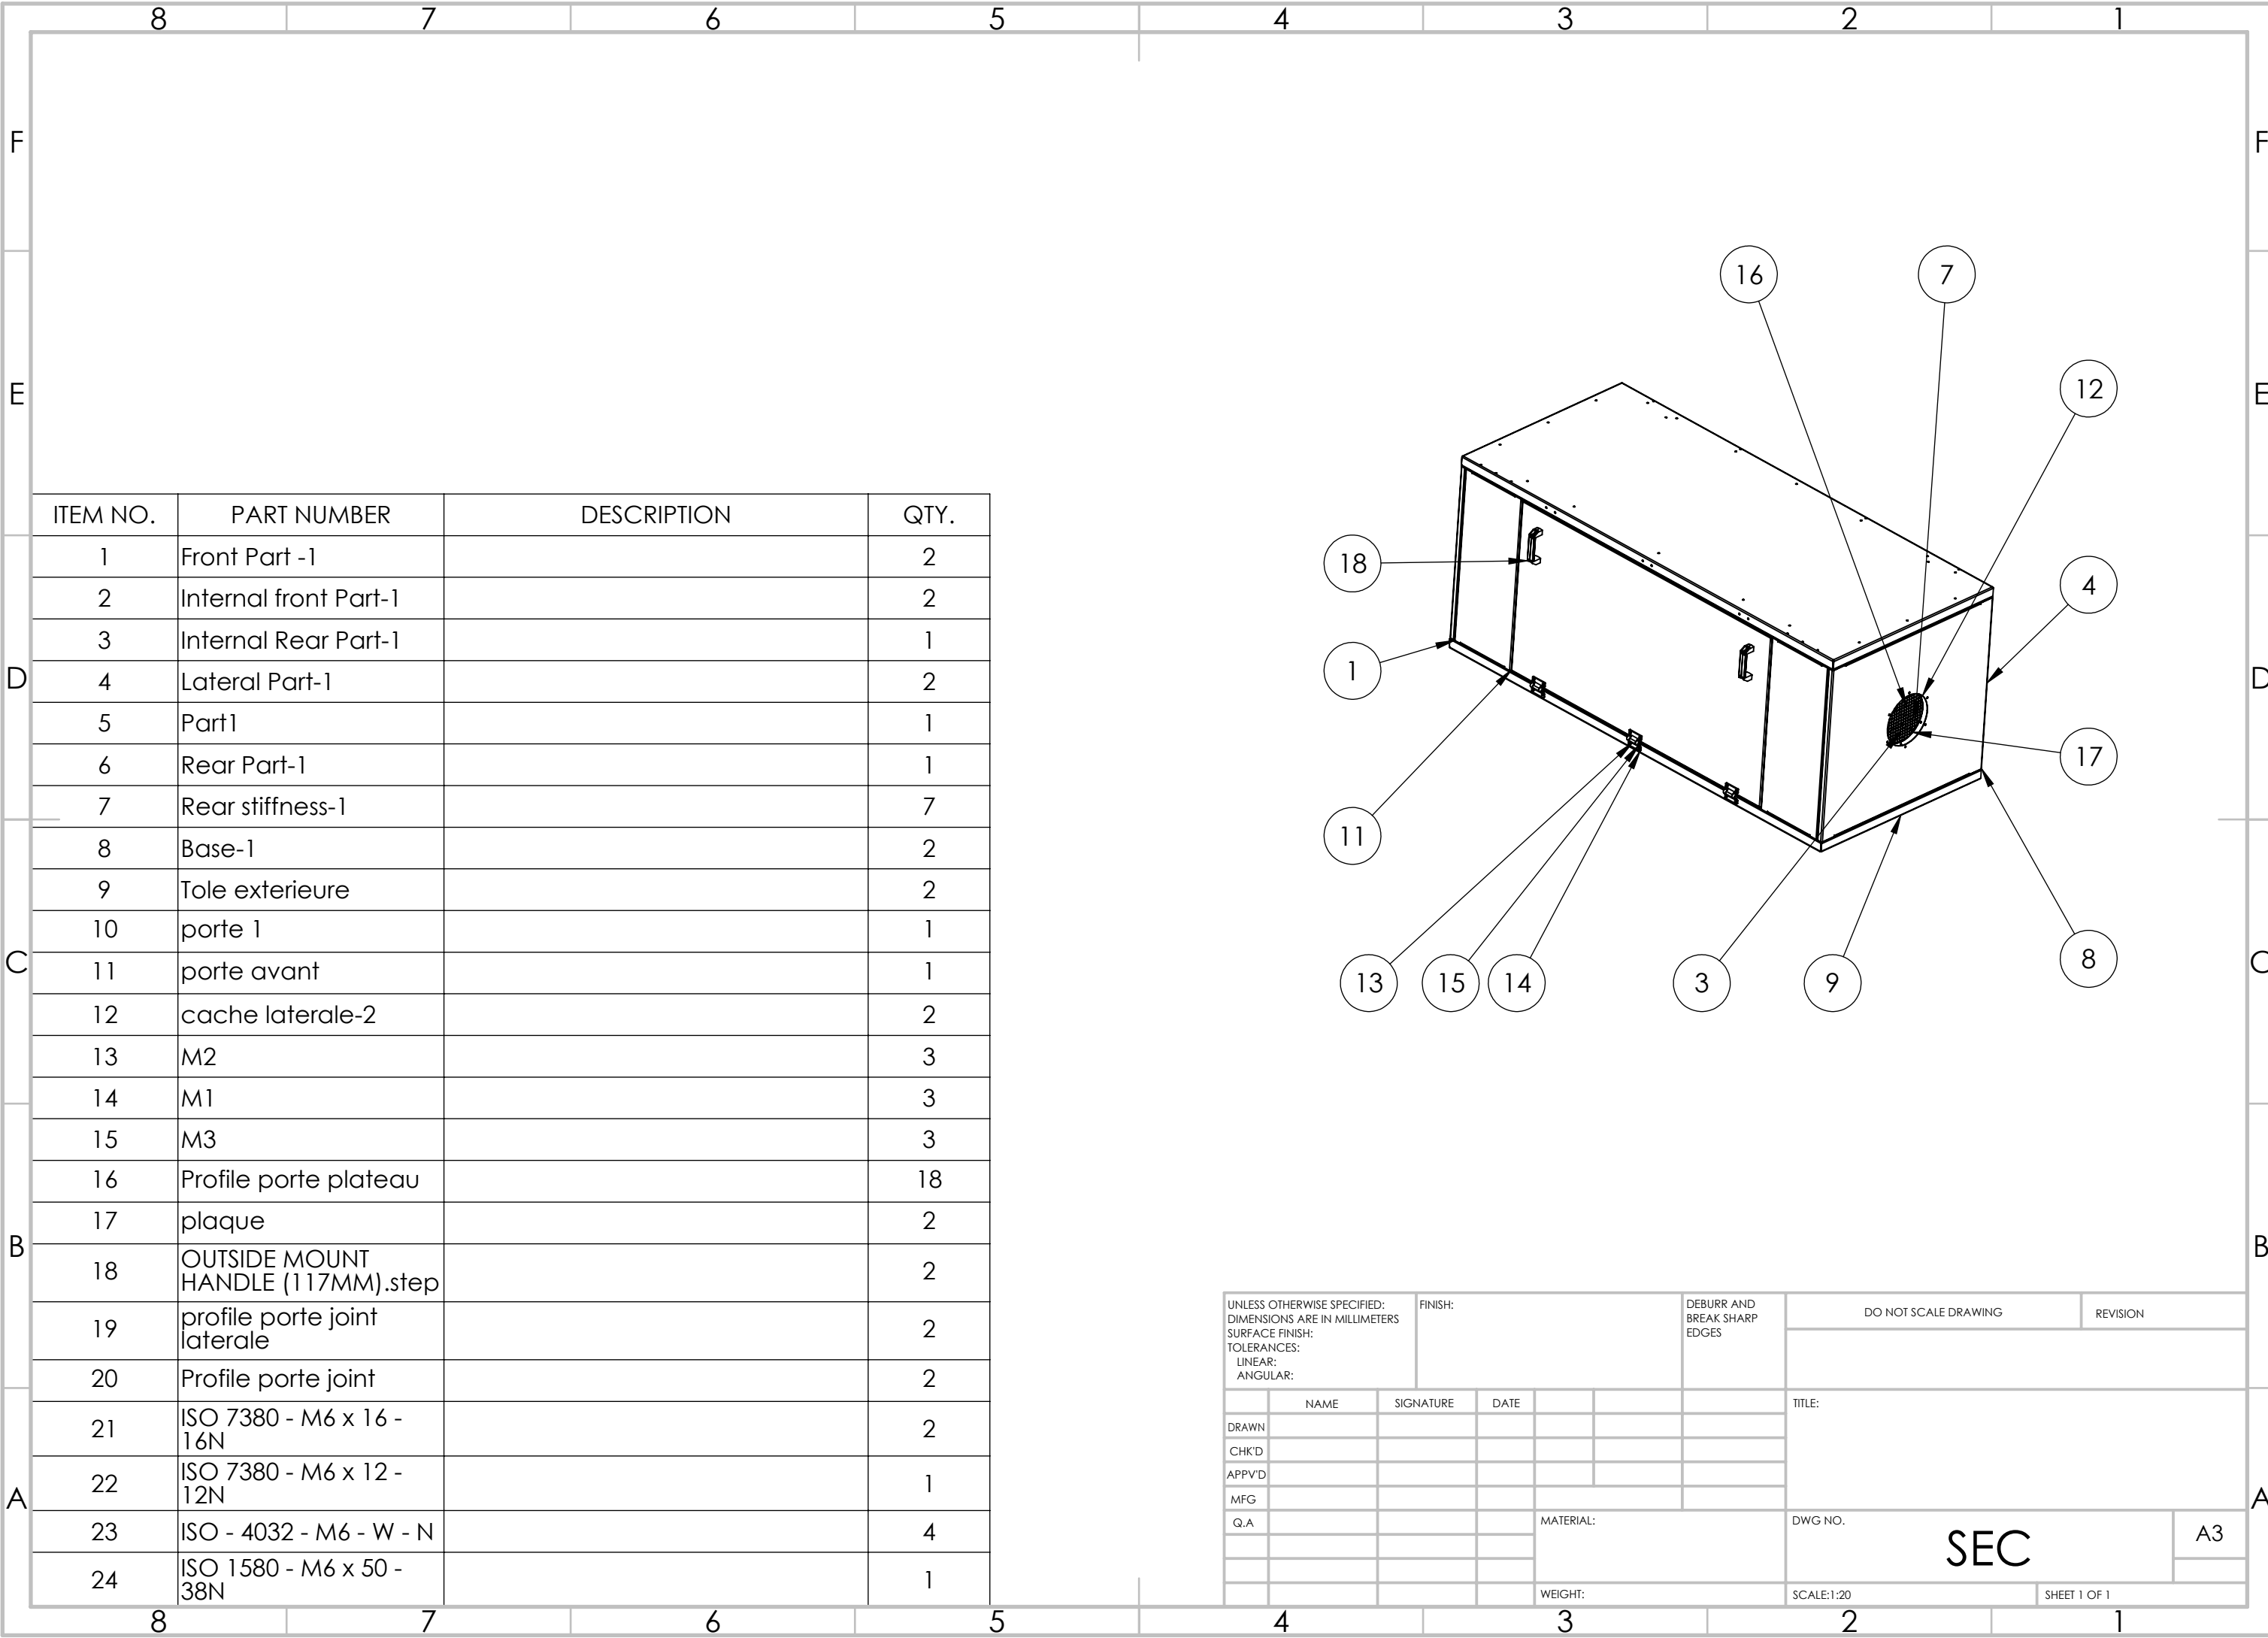 8 7 6 5 4 3 2 1
F F
E E
D D
C C
B B
A A
ITEM NO. PART NUMBER DESCRIPTION QTY.
1 Front Part -1 2
2 Internal front Part-1 2
3 Internal Rear Part-1 1
4 Lateral Part-1 2
5 Part1 1
6 Rear Part-1 1
7 Rear stiffness-1 7
8 Base-1 2
9 Tole exterieure 2
10 porte 1 1
11 porte avant 1
12 cache laterale-2 2
13 M2 3
14 M1 3
15 M3 3
16 Profile porte plateau 18
17 plaque 2
18 OUTSIDE MOUNT
HANDLE (117MM).step 2
19 profile porte joint
laterale 2
20 Profile porte joint 2
21 ISO 7380 - M6 x 16 -
16N 2
22 ISO 7380 - M6 x 12 -
12N 1
23 ISO - 4032 - M6 - W - N 4
24 ISO 1580 - M6 x 50 -
38N 1
16 7
12
18 4
1
17
11
13 15 14 3 9 8
UNLESS OTHERWISE SPECIFIED:
DIMENSIONS ARE IN MILLIMETERS
SURFACE FINISH:
TOLERANCES:
LINEAR:
ANGULAR:
FINISH:
DEBURR AND
BREAK SHARP
EDGES
DO NOT SCALE DRAWING
REVISION
NAME SIGNATURE DATE
TITLE:
DRAWN
CHK'D
APPV'D
MFG
Q.A
MATERIAL:
DWG NO.
SEC
A3
WEIGHT:
SCALE:1:20
SHEET 1 OF 1
8 7 6 5 4 3 2 1